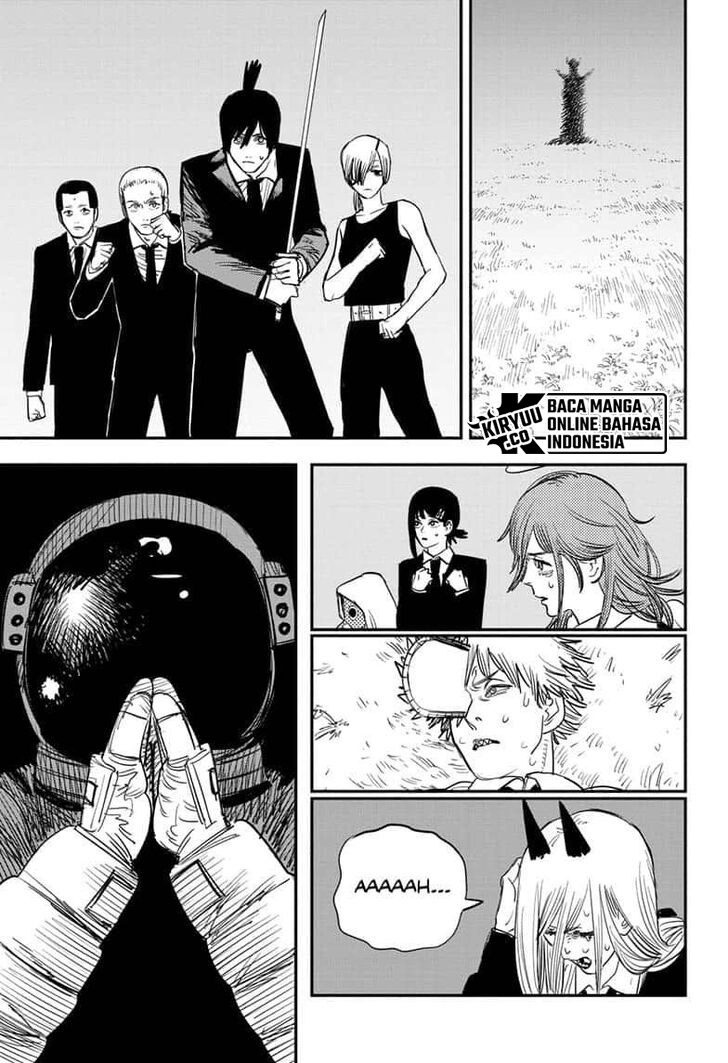 KIRYUU
.CO
BACA MANGA
ONLINE BAHASA
INDONESIA
AAAAAH...